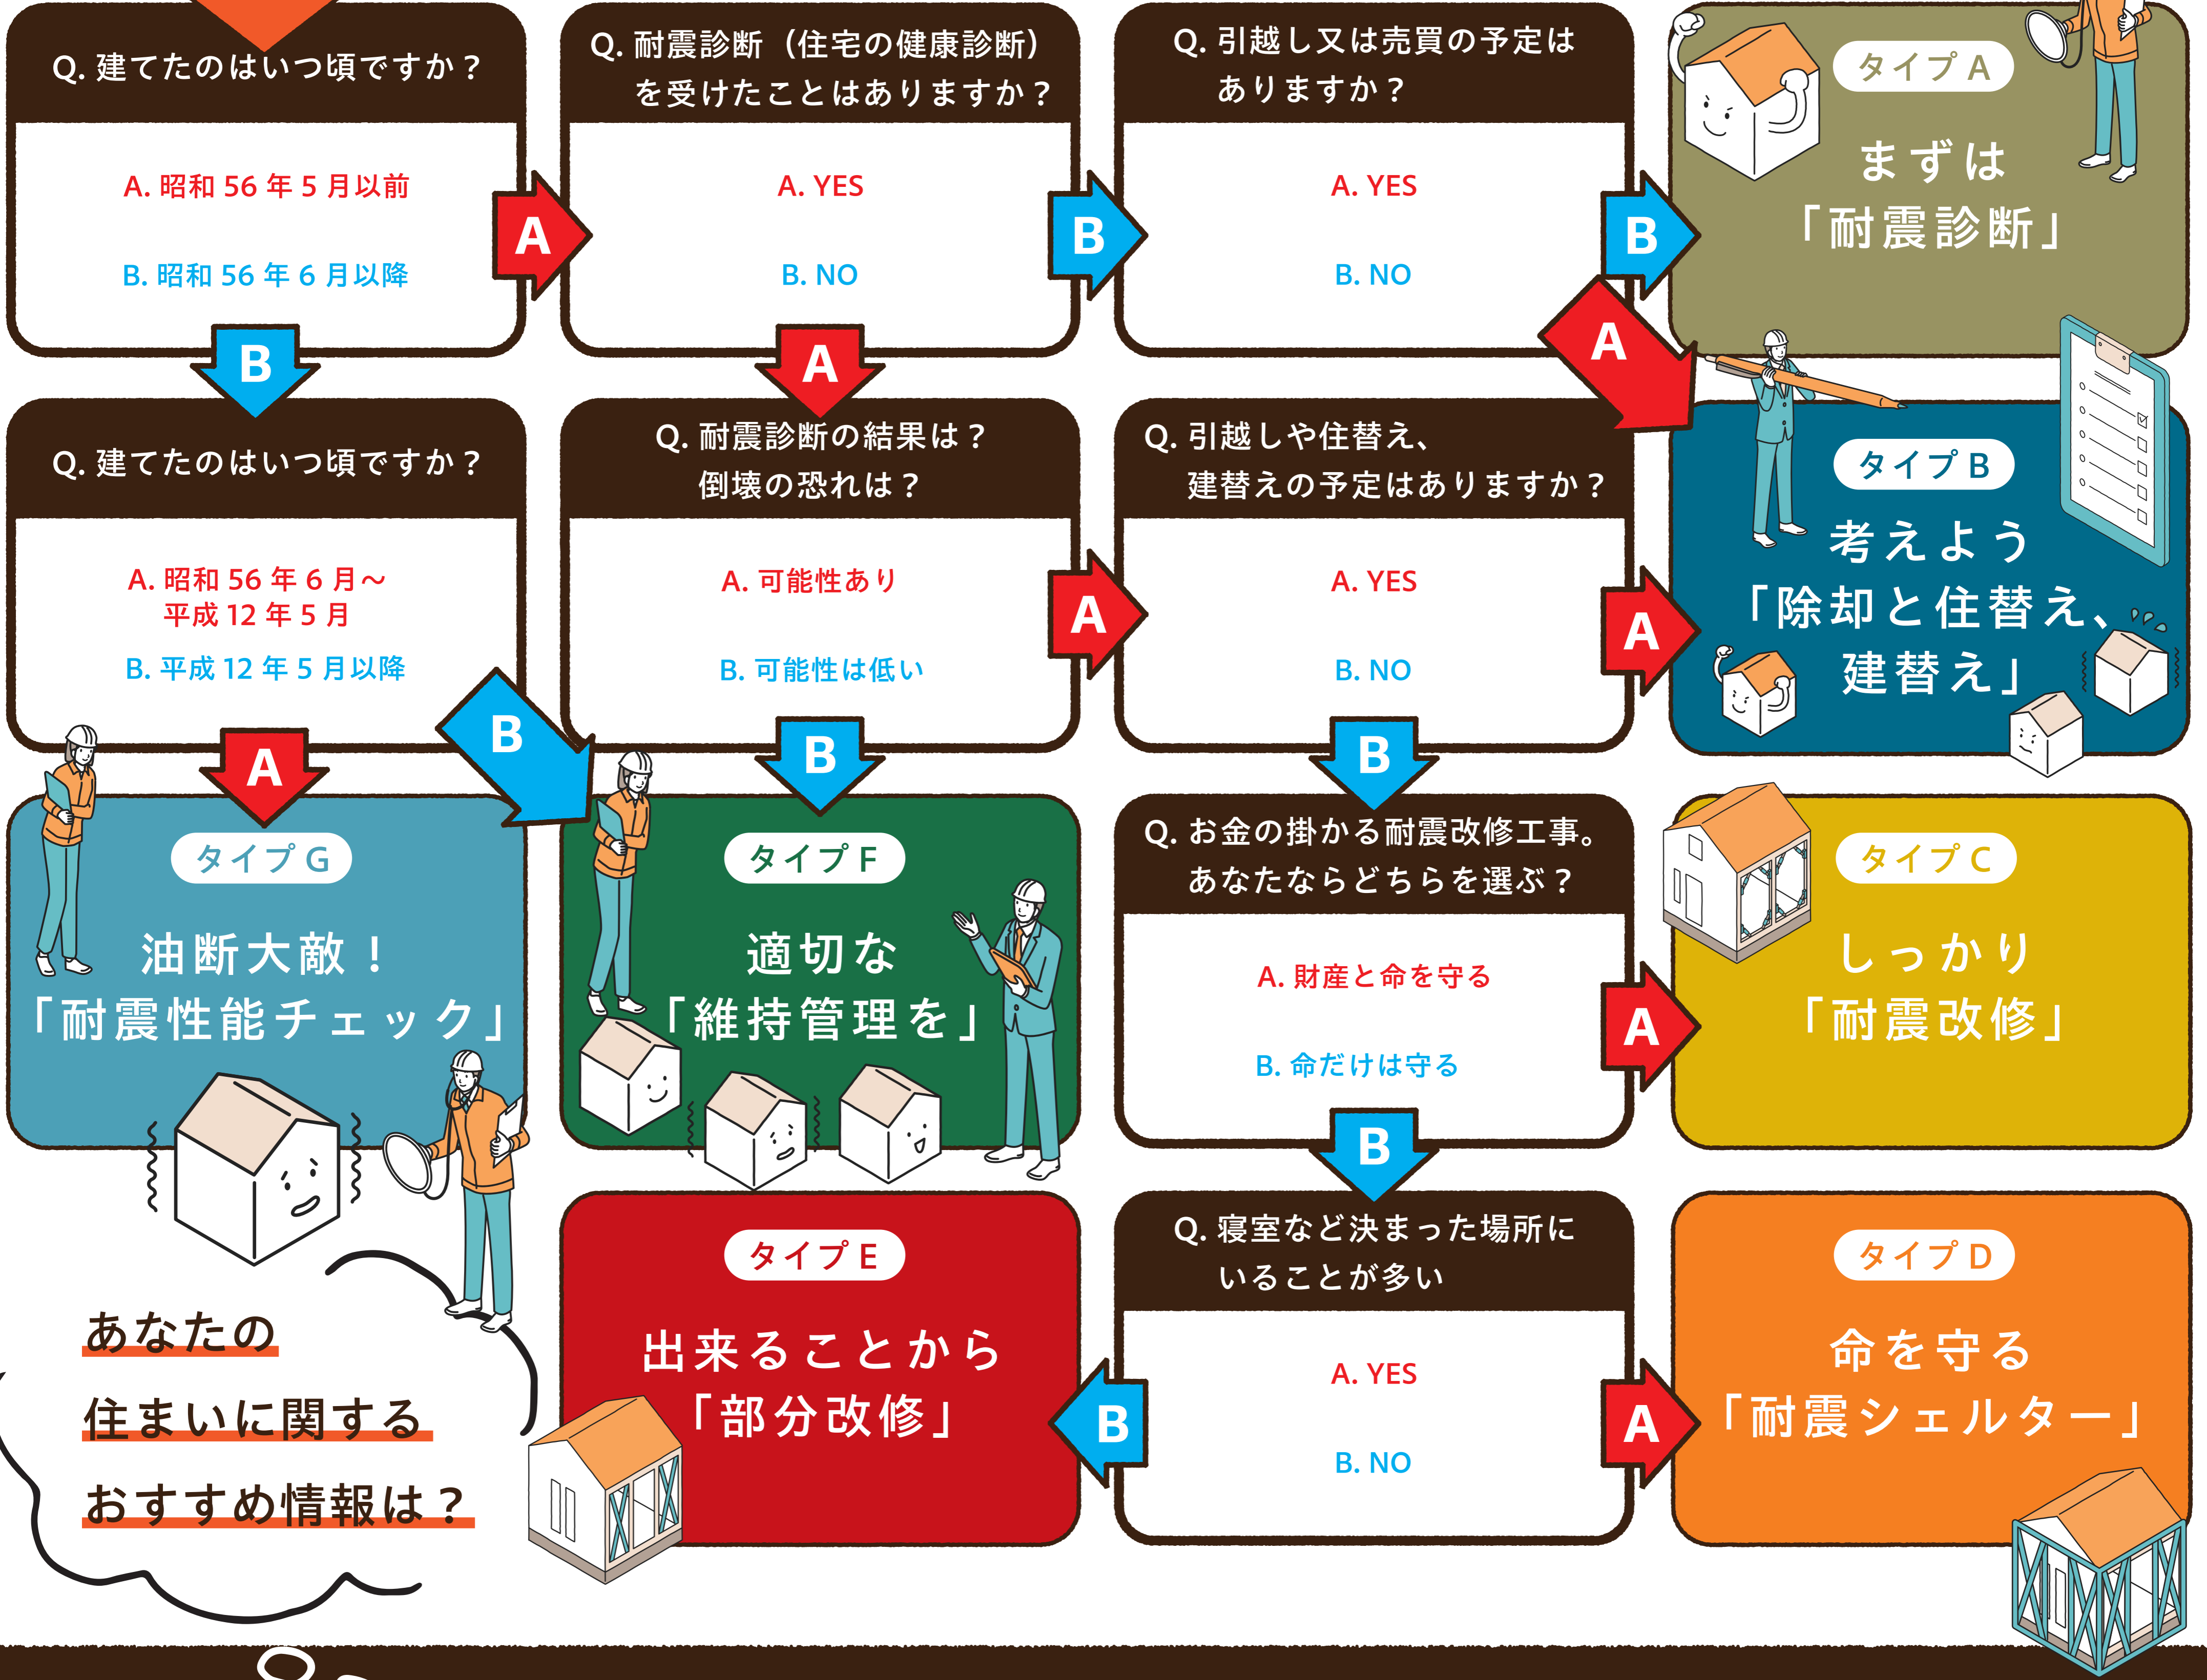 Q. 建てたのはいつ頃ですか？
A. 昭和 56 年 5 月以前
B. 昭和 56 年 6 月以降
A
B
Q. 耐震診断（住宅の健康診断）
を受けたことはありますか？
A. YES
B. NO
B
A
Q. 引越し又は売買の予定は
ありますか？
A. YES
B. NO
B
A
タイプ A
まずは
「耐震診断」
Q. 建てたのはいつ頃ですか？
A. 昭和 56 年 6 月～
平成 12 年 5 月
B. 平成 12 年 5 月以降
A
B
Q. 耐震診断の結果は？
倒壊の恐れは？
A. 可能性あり
B. 可能性は低い
A
B
Q. 引越しや住替え、
建替えの予定はありますか？
A. YES
B. NO
A
B
タイプ B
考えよう
「除却と住替え、
建替え」
タイプ G
油断大敵！
「耐震性能チェック」
タイプ F
適切な
「維持管理を」
Q. お金の掛かる耐震改修工事。
あなたならどちらを選ぶ？
A. 財産と命を守る
B. 命だけは守る
A
B
タイプ C
しっかり
「耐震改修」
あなたの
住まいに関する
おすすめ情報は？
タイプ E
出来ることから
「部分改修」
B
Q. 寝室など決まった場所に
いることが多い
A. YES
B. NO
A
タイプ D
命を守る
「耐震シェルター」